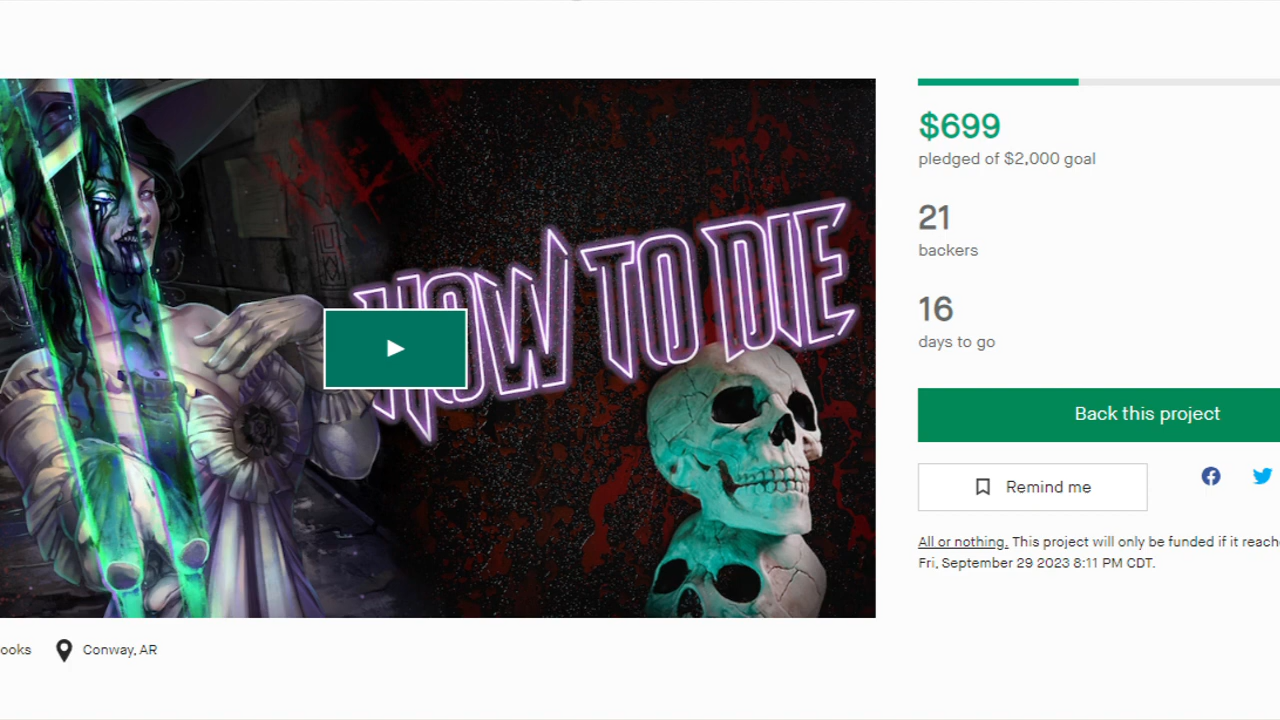 HEL
HOW TO DIE
$699
pledged of $2,000 goal
21
backers
16
days to go
Back this project
Remind me
All or nothing. This project will only be funded if it reach
Fri, September 29 2023 8:11 PM CDT.
ooks
Conway, AR